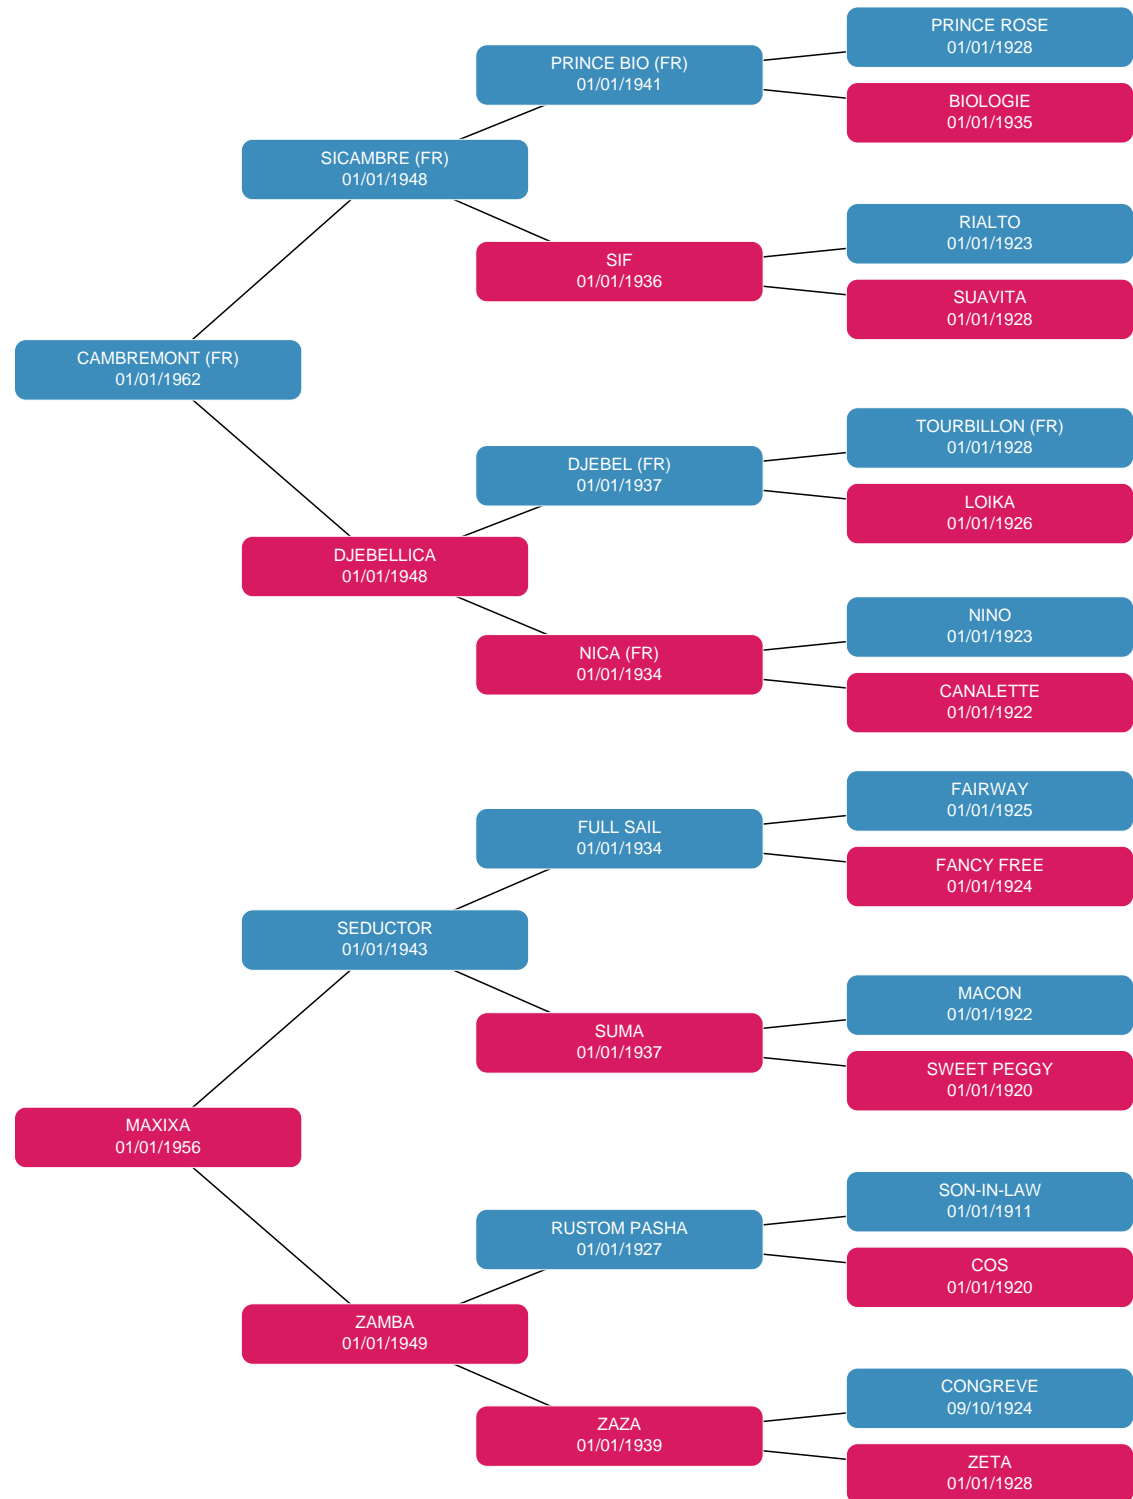 PRINCE ROSE
01/01/1928
PRINCE BIO (FR)
01/01/1941
BIOLOGIE
01/01/1935
SICAMBRE (FR)
01/01/1948
RIALTO
01/01/1923
SIF
01/01/1936
SUAVITA
01/01/1928
CAMBREMONT (FR)
01/01/1962
TOURBILLON (FR)
01/01/1928
DJEBEL (FR)
01/01/1937
LOIKA
01/01/1926
DJEBELLICA
01/01/1948
NINO
01/01/1923
NICA (FR)
01/01/1934
CANALETTE
01/01/1922
FAIRWAY
01/01/1925
FULL SAIL
01/01/1934
FANCY FREE
01/01/1924
SEDUCTOR
01/01/1943
MACON
01/01/1922
SUMA
01/01/1937
SWEET PEGGY
01/01/1920
MAXIXA
01/01/1956
SON-IN-LAW
01/01/1911
RUSTOM PASHA
01/01/1927
COS
01/01/1920
ZAMBA
01/01/1949
CONGREVE
09/10/1924
ZAZA
01/01/1939
ZETA
01/01/1928